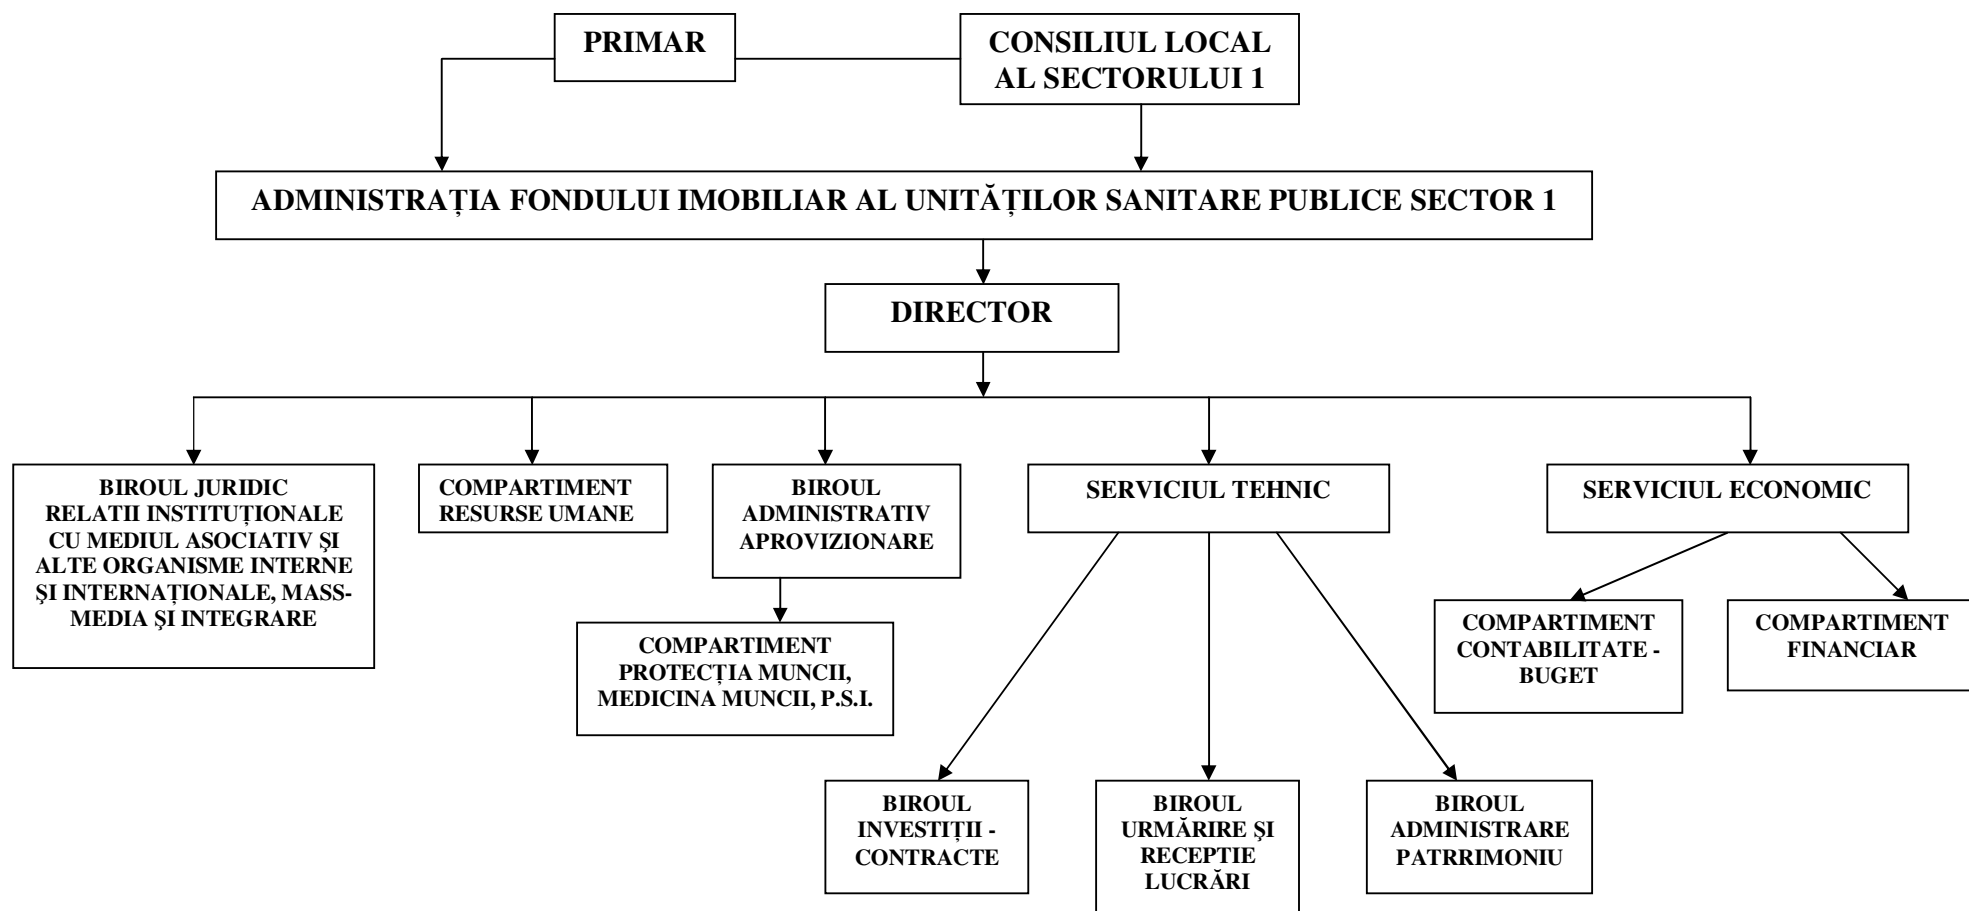 PRIMAR
CONSILIUL LOCAL
AL SECTORULUI 1
ADMINISTRAȚIA FONDULUI IMOBILIAR AL UNITĂȚILOR SANITARE PUBLICE SECTOR 1
DIRECTOR
BIROUL JURIDIC
RELATII INSTITUȚIONALE
CU MEDIUL ASOCIATIV ŞI
ALTE ORGANISME INTERNE
ŞI INTERNAȚIONALE, MASS-
MEDIA ŞI INTEGRARE
COMPARTIMENT
RESURSE UMANE
BIROUL
ADMINISTRATIV
APROVIZIONARE
SERVICIUL TEHNIC
SERVICIUL ECONOMIC
COMPARTIMENT
PROTECȚIA MUNCII,
MEDICINA MUNCII, P.S.I.
COMPARTIMENT
CONTABILITATE -
BUGET
COMPARTIMENT
FINANCIAR
BIROUL
INVESTIȚII -
CONTRACTE
BIROUL
URMĂRIRE ŞI
RECEPTIE
LUCRĂRI
BIROUL
ADMINISTRARE
PATRRIMONIU